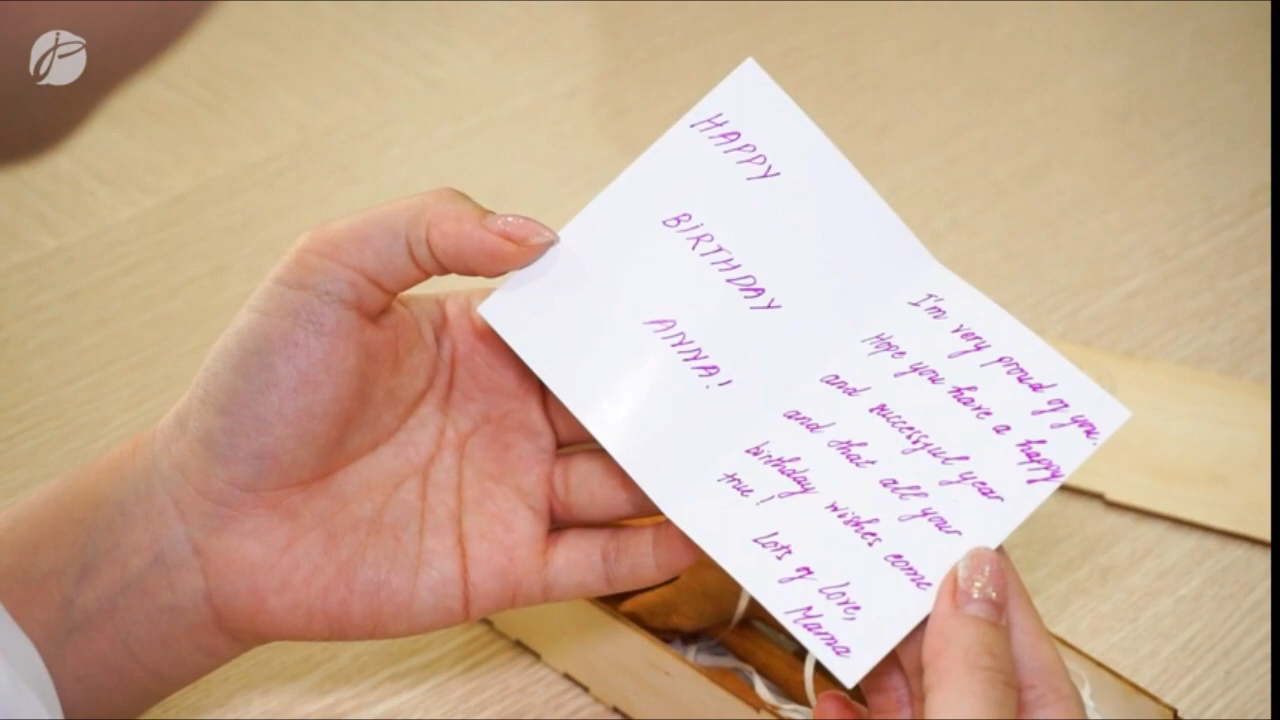 HAPPY
BIRTHDAY
ANNA!
I'm very proud of you.
Hope you have a happy
and successful year
and that all your
birthday wishes come
true!
Lots of love,
Mama